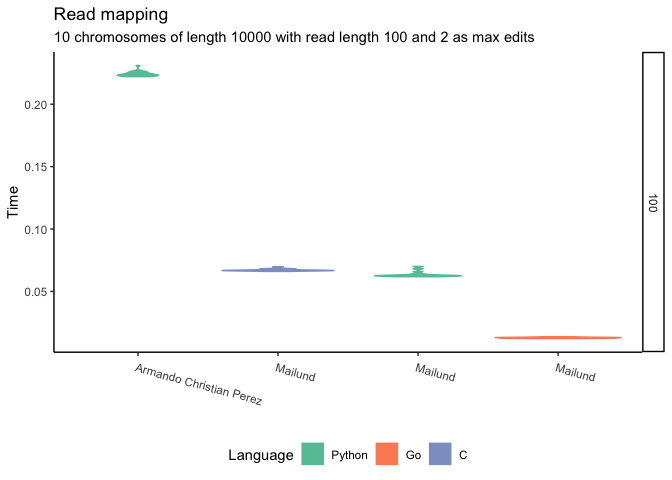 Read mapping
10 chromosomes of length 10000 with read length 100 and 2 as max edits
Time
0.20
0.15
0.10
0.05
100
Armando Christian Perez
Mailund
Mailund
Mailund
Language
Python
Go
C